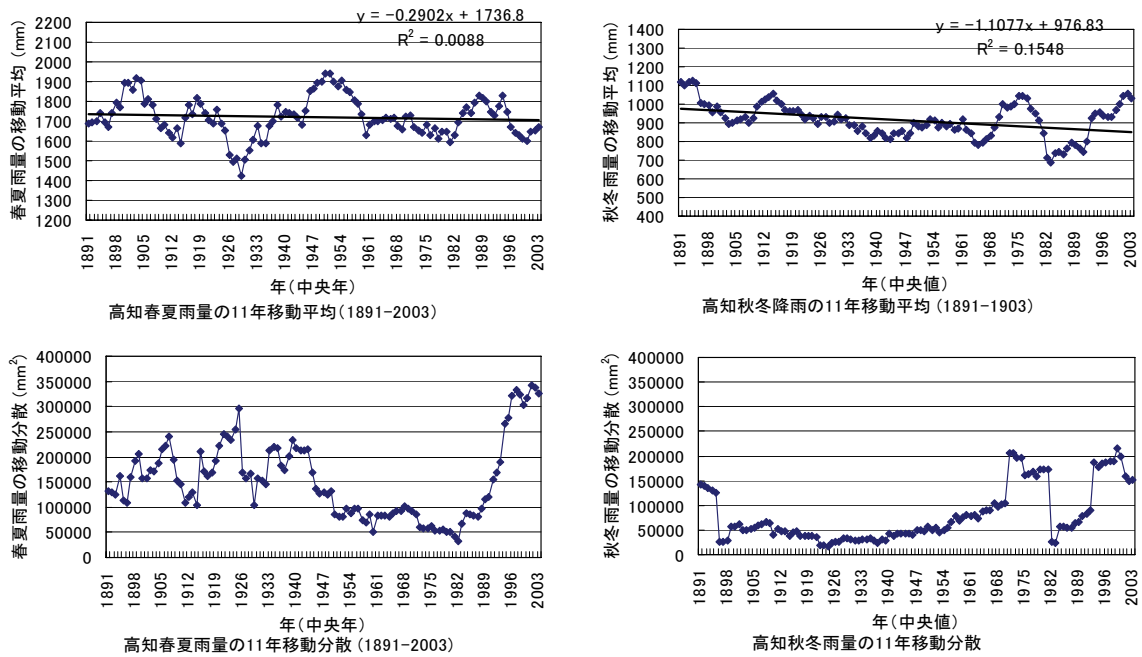 y = −0.2902x + 1736.8
R² = 0.0088
春夏雨量の移動平均 (mm)
2200
2100
2000
1900
1800
1700
1600
1500
1400
1300
1200
1891 1898 1905 1912 1919 1926 1933 1940 1947 1954 1961 1968 1975 1982 1989 1996 2003
年(中央年)
高知春夏雨量の11年移動平均(1891-2003)
y = −1.1077x + 976.83
R² = 0.1548
秋冬雨量の移動平均 (mm)
1400
1300
1200
1100
1000
900
800
700
600
500
400
1891 1898 1905 1912 1919 1926 1933 1940 1947 1954 1961 1968 1975 1982 1989 1996 2003
年(中央値)
高知秋冬降雨の11年移動平均(1891-1903)
春夏雨量の移動分散 (mm²)
400000
350000
300000
250000
200000
150000
100000
50000
0
1891 1898 1905 1912 1919 1926 1933 1940 1947 1954 1961 1968 1975 1982 1989 1996 2003
年(中央年)
高知春夏雨量の11年移動分散(1891-2003)
秋冬雨量の移動分散 (mm²)
400000
350000
300000
250000
200000
150000
100000
50000
0
1891 1898 1905 1912 1919 1926 1933 1940 1947 1954 1961 1968 1975 1982 1989 1996 2003
年(中央値)
高知秋冬雨量の11年移動分散